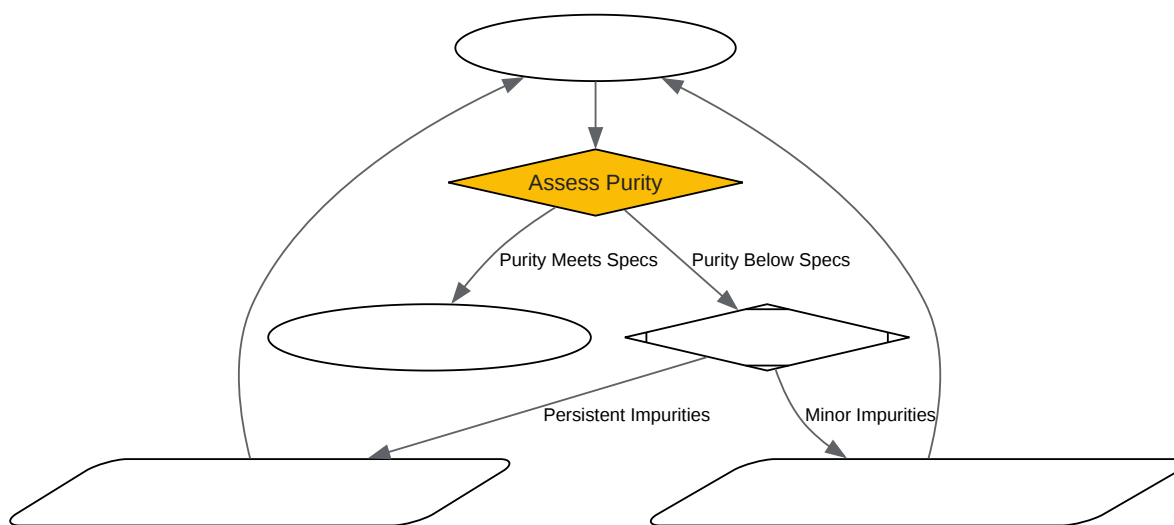 Assess Purity
Purity Meets Specs
Purity Below Specs
Persistent Impurities
Minor Impurities